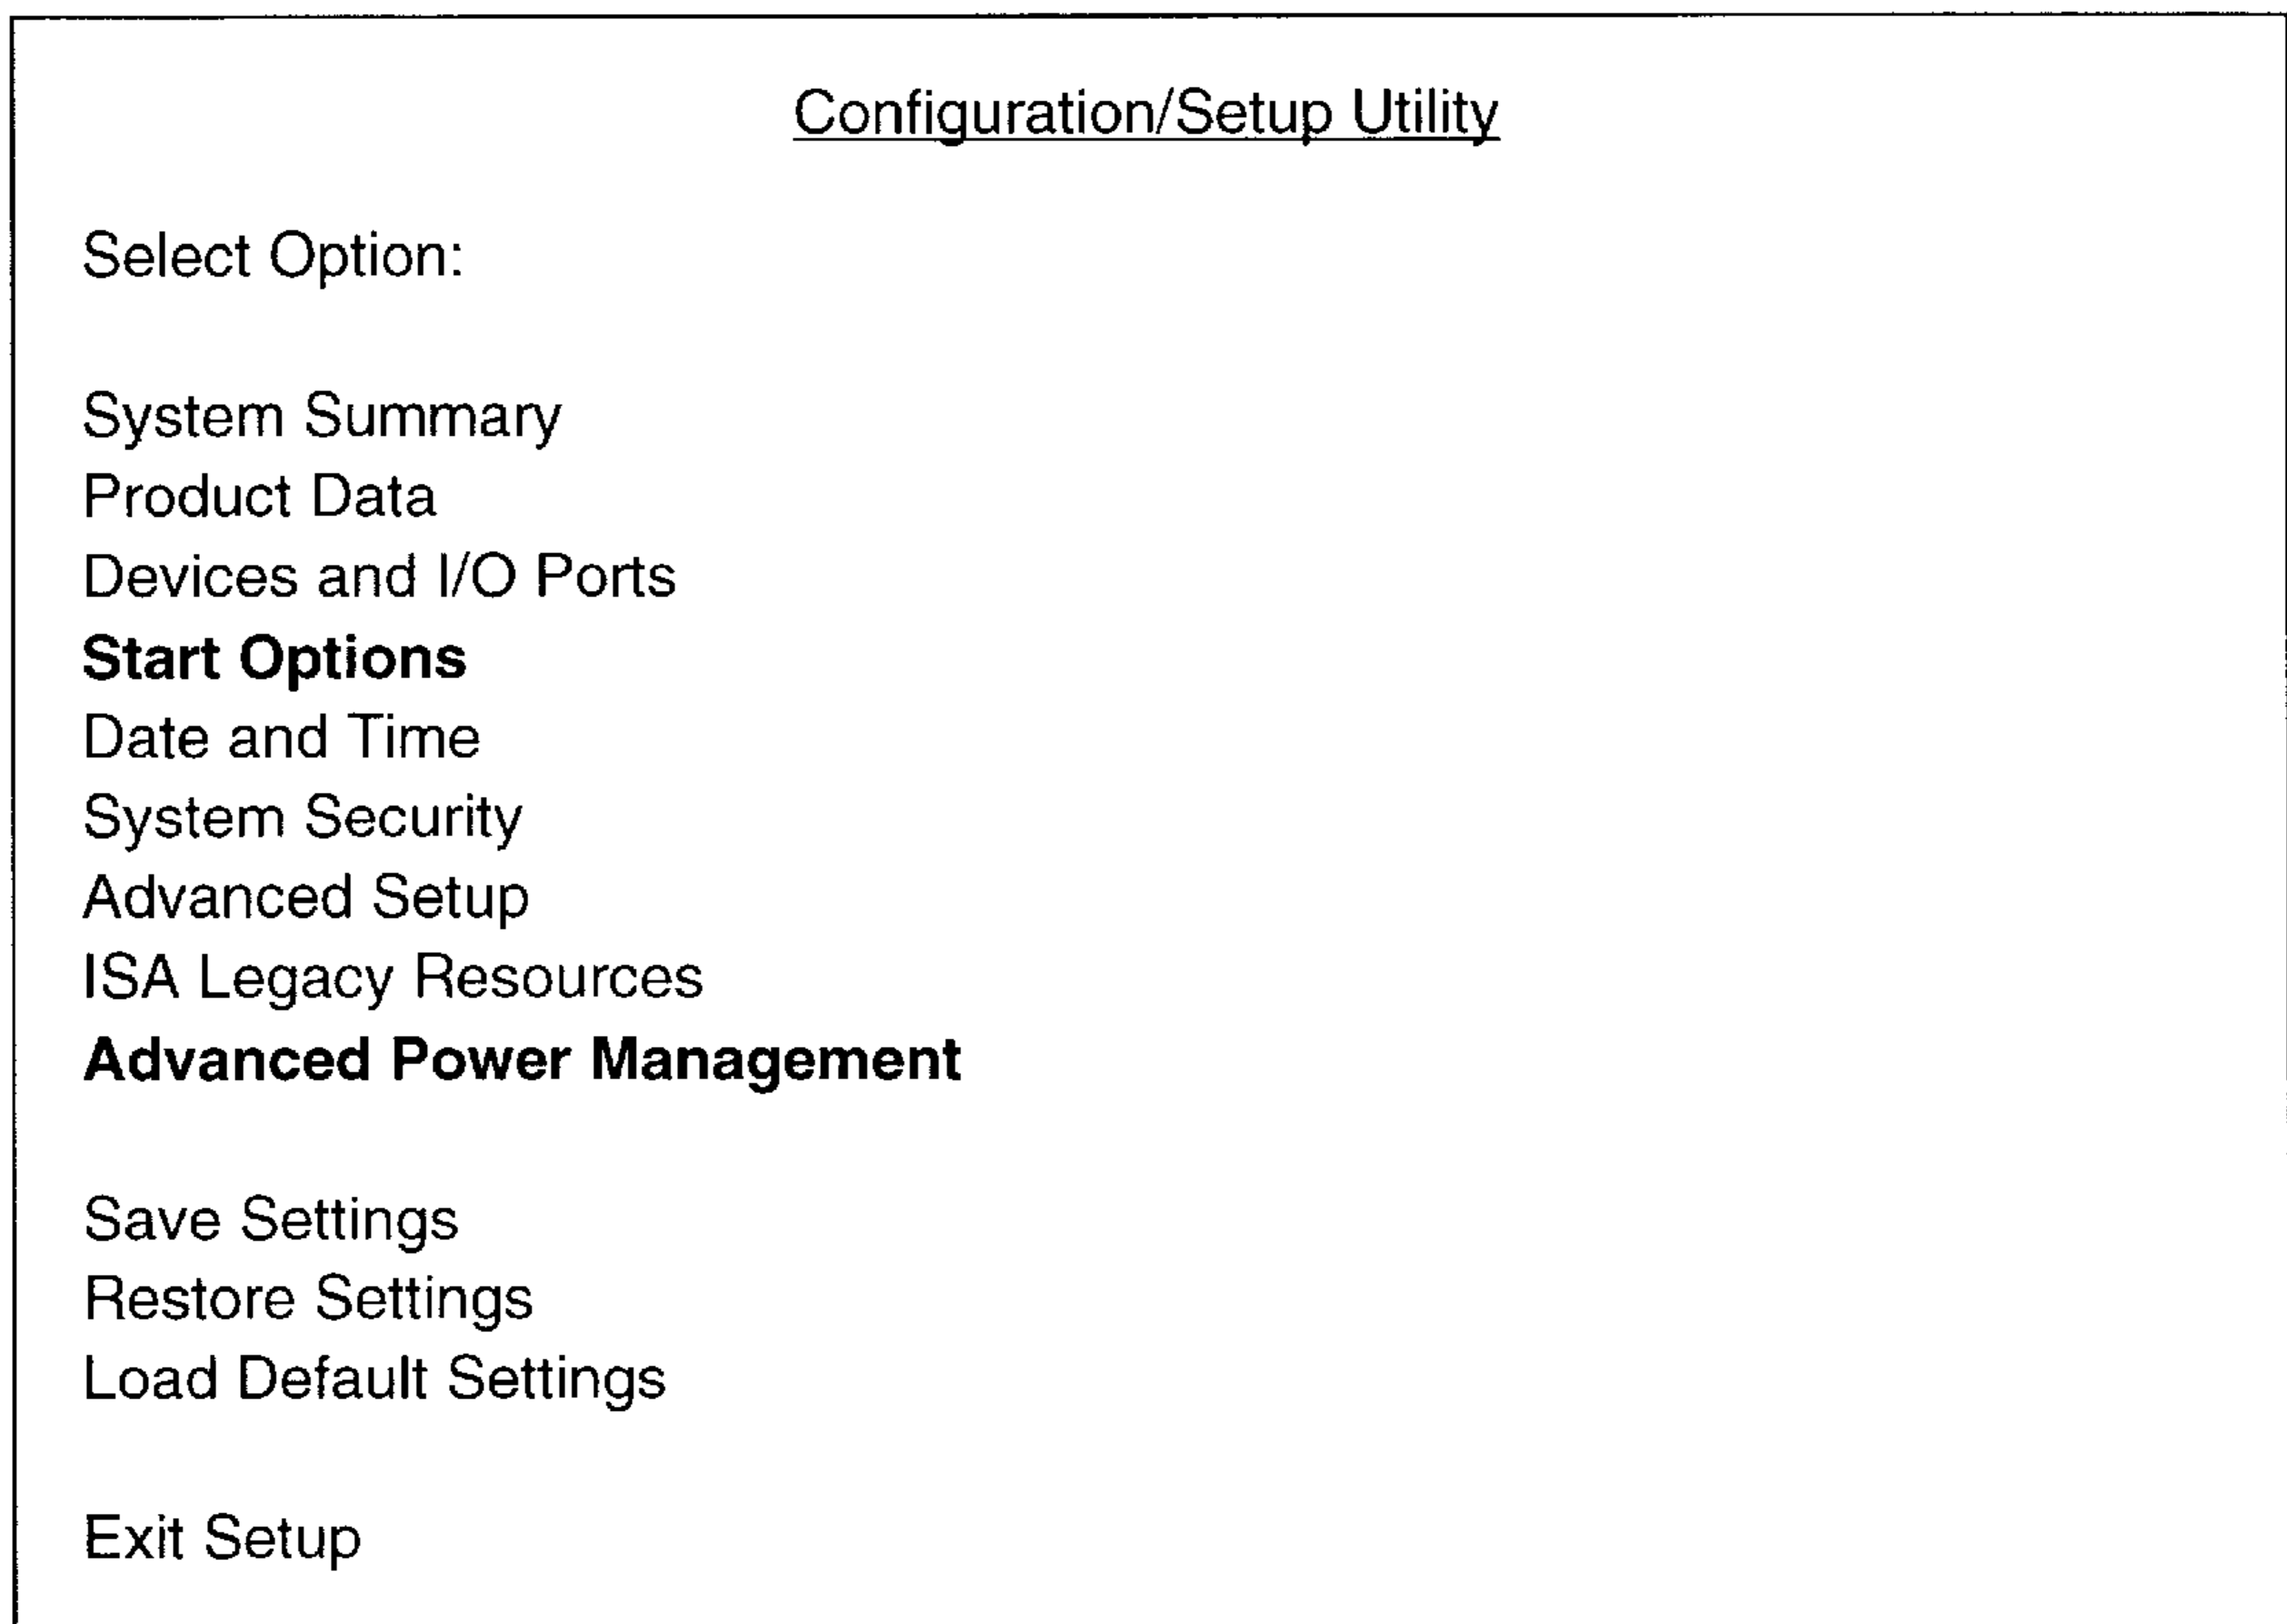 Configuration/Setup Utility
Select Option:
System Summary
Product Data
Devices and I/O Ports
Start Options
Date and Time
System Security
Advanced Setup
ISA Legacy Resources
Advanced Power Management
Save Settings
Restore Settings
Load Default Settings
Exit Setup